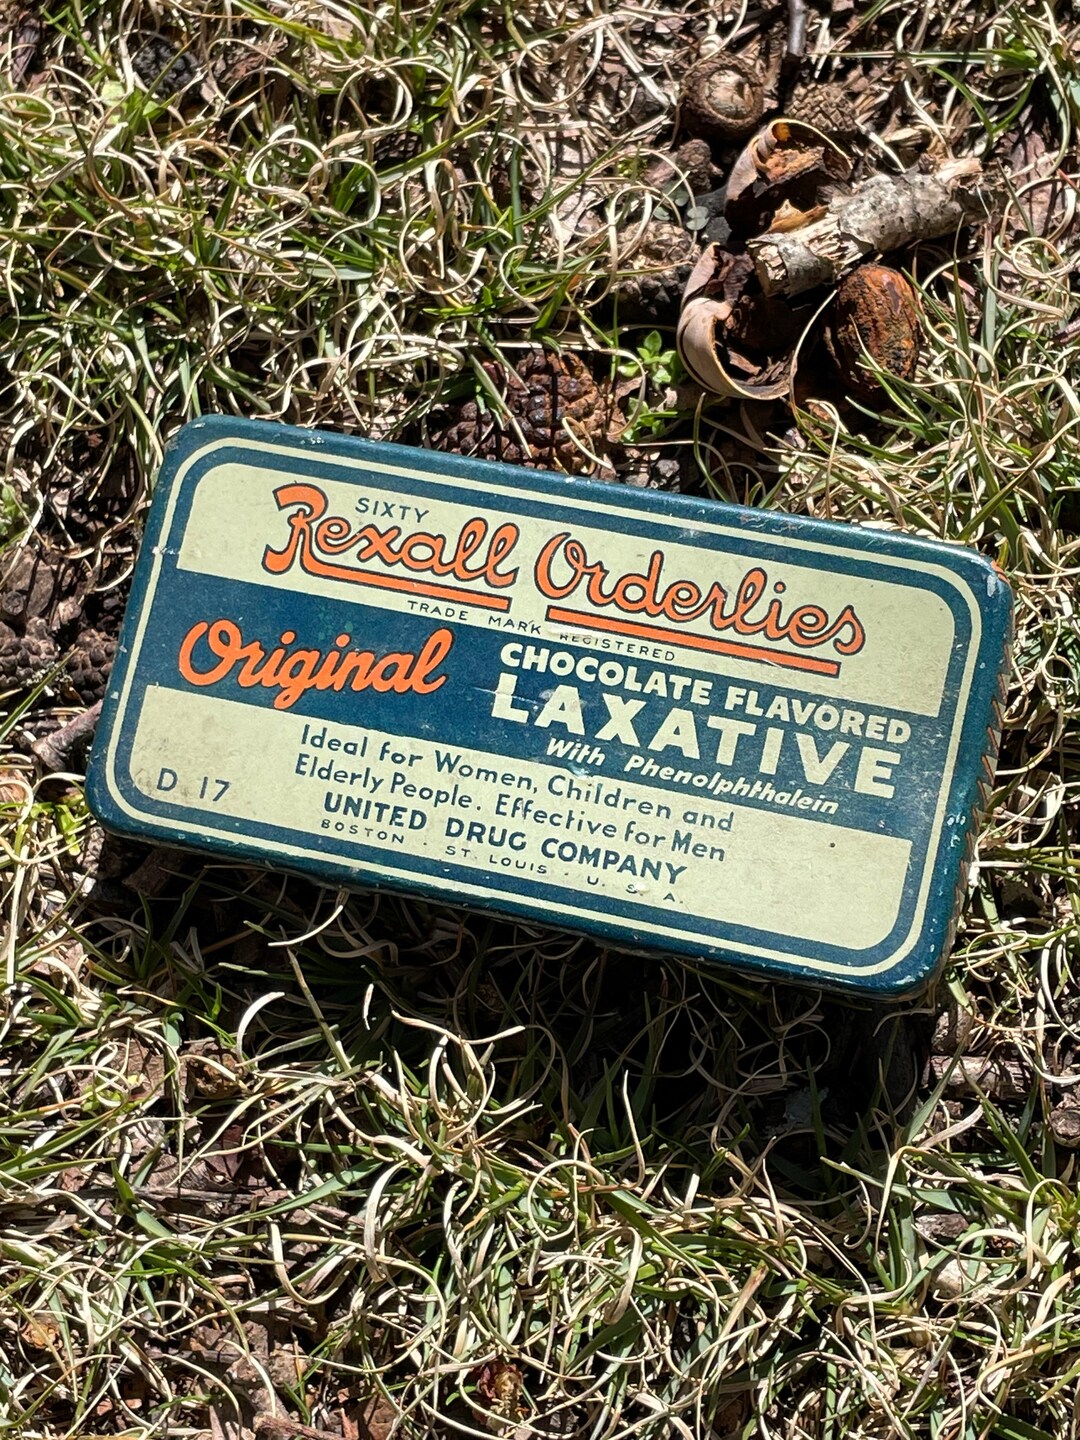 SIXTY
Rexall Orderlies
TRADE MARK REGISTERED
Original
CHOCOLATE FLAVORED
LAXATIVE
With Phenolphthalein
Ideal for Women, Children and
Elderly People. Effective for Men
D 17
UNITED DRUG COMPANY
BOSTON . ST. LOUIS . U. S. A.